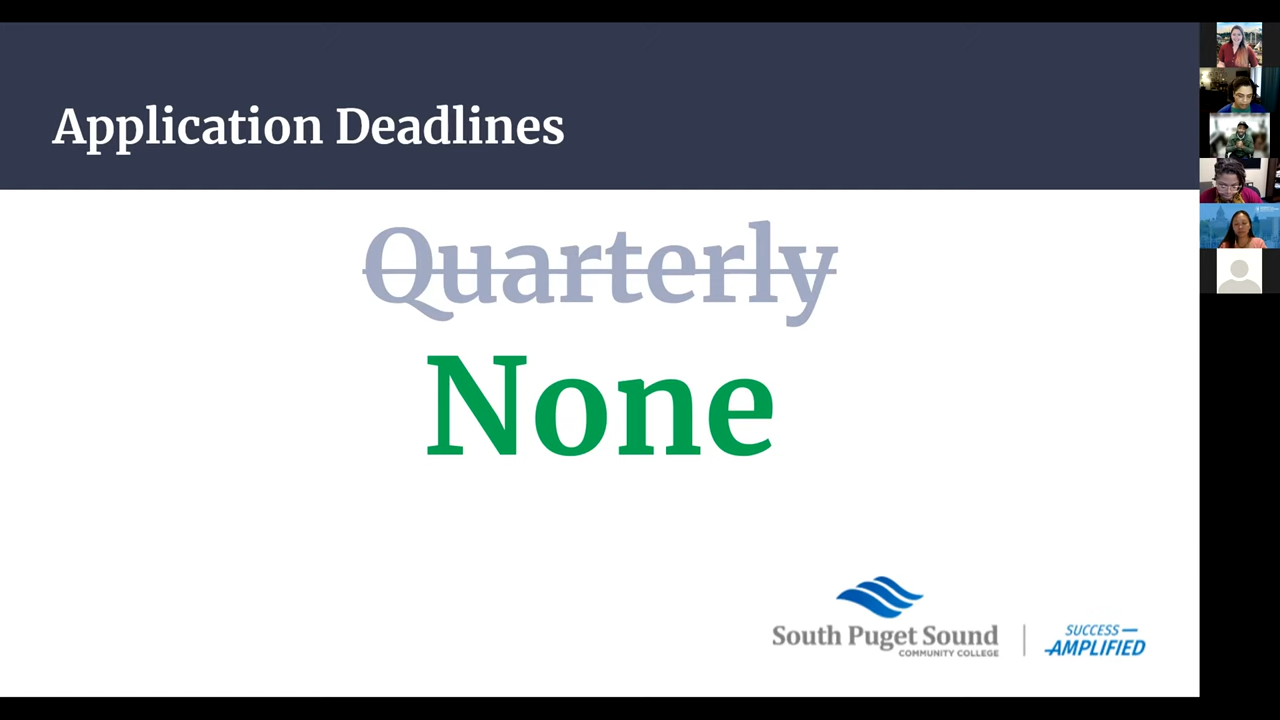 Application Deadlines
Quarterly
None
South Puget Sound
COMMUNITY COLLEGE
SUCCESS
AMPLIFIED